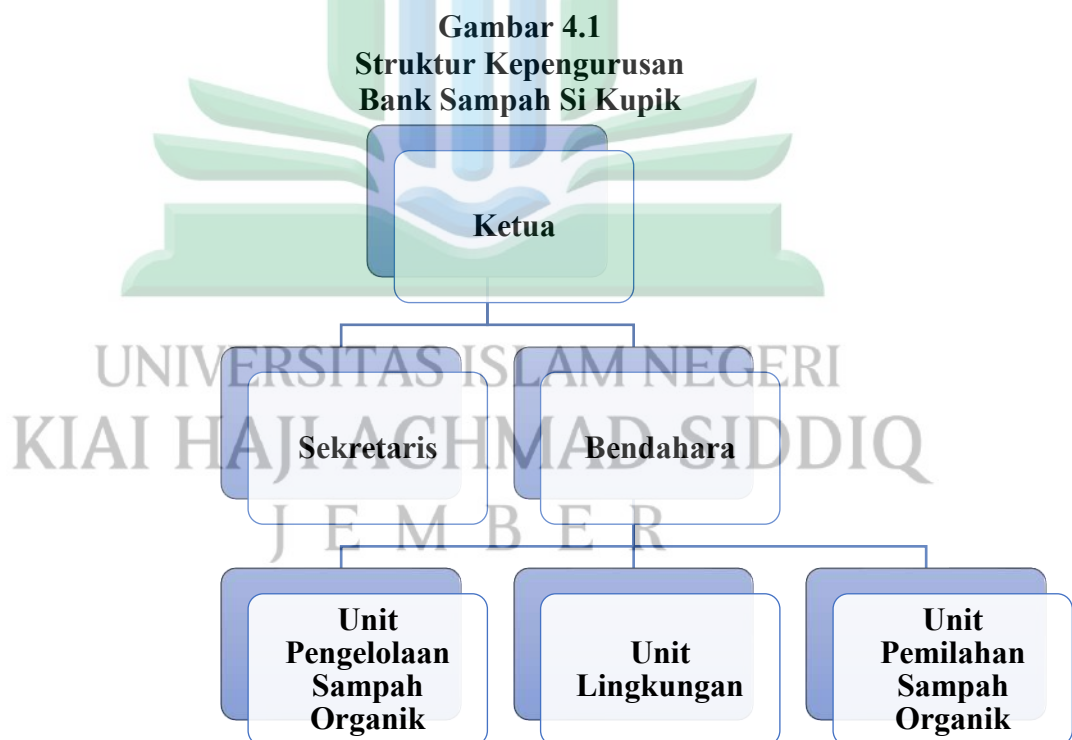 Gambar 4.1
Struktur Kepengurusan
Bank Sampah Si Kupik
Ketua
UNIVERSITAS ISLAM NEGERI
KIAI HAJI ACHMAD SIDDIQ
JEMBER
Sekretaris
Bendahara
Unit
Pengelolaan
Sampah
Organik
Unit
Lingkungan
Unit
Pemilahan
Sampah
Organik